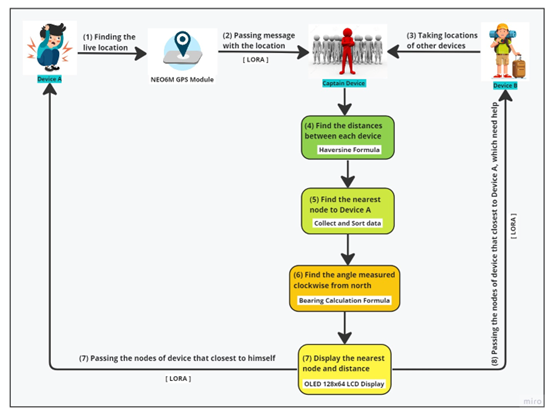 (1) Finding the
live location
(2) Passing message
with the location
[ LORA ]
(3) Taking locations
of other devices
Device A
NEO6M GPS Module
Captain Device
Device B
(4) Find the distances
between each device
Haversine Formula
(5) Find the nearest
node to Device A
Collect and Sort data
(6) Find the angle measured
clockwise from north
Bearing Calculation Formula
(7) Display the nearest
node and distance
OLED 128x64 LCD Display
(7) Passing the nodes of device that closest to himself
[ LORA ]
(8) Passing the nodes of device that closest to Device A, which need help
[ LORA ]
miro